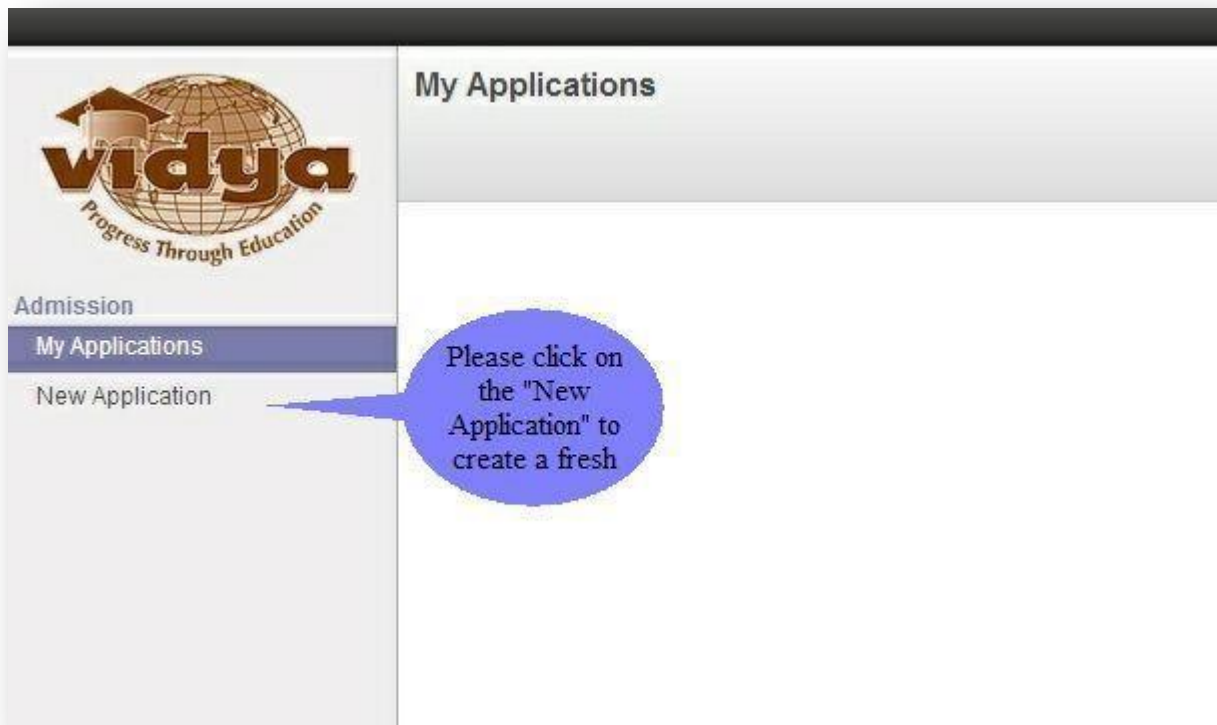 vidya
Progress Through Education
Admission
My Applications
New Application
My Applications
Please click on
the "New
Application" to
create a fresh